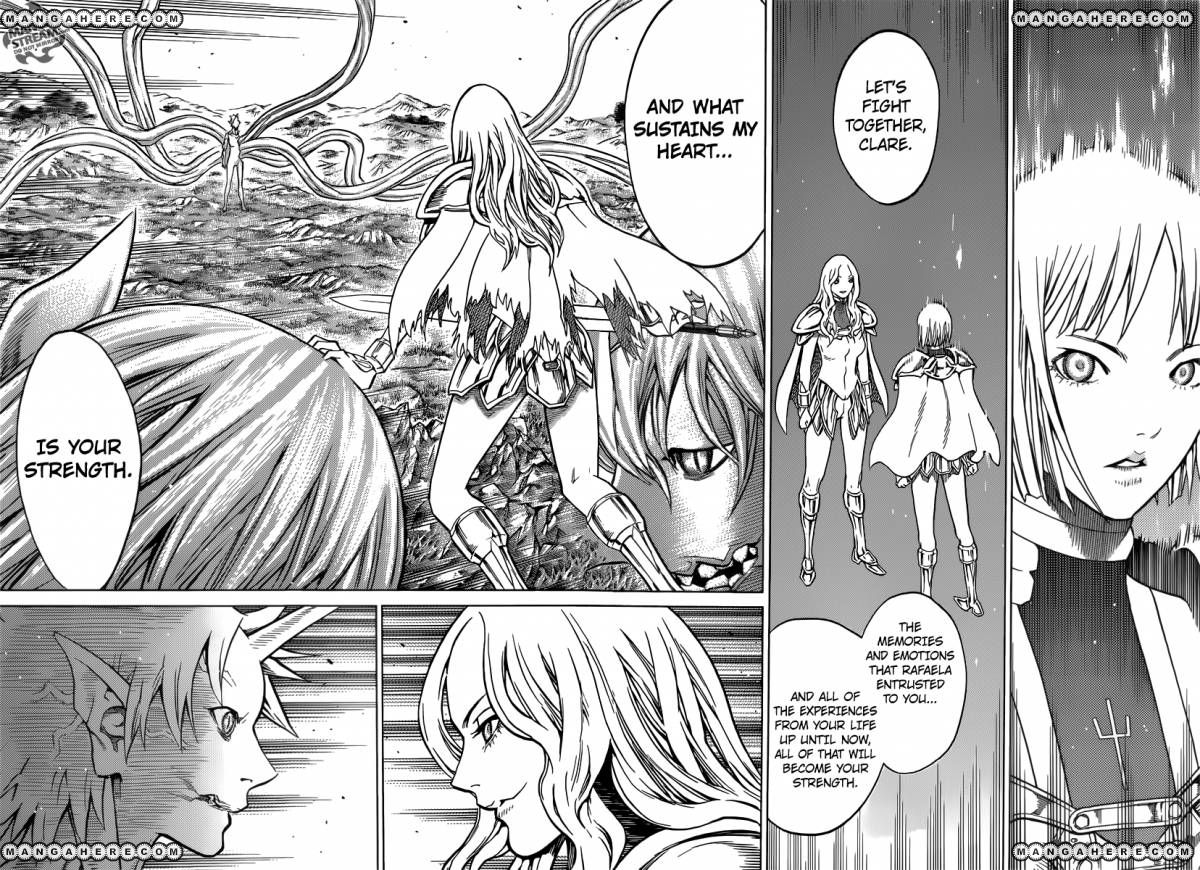 MANGAHERE.COM
MANGAHERE.COM
LET'S
FIGHT
TOGETHER,
CLARE.
THE
MEMORIES
AND EMOTIONS
THAT RAFAELA
ENTRUSTED
TO YOU...
AND ALL OF
THE EXPERIENCES
FROM YOUR LIFE
UP UNTIL NOW,
ALL OF THAT WILL
BECOME YOUR
STRENGTH.
AND WHAT
SUSTAINS MY
HEART...
IS YOUR
STRENGTH.
MANGAHERE.COM
MANGAHERE.COM